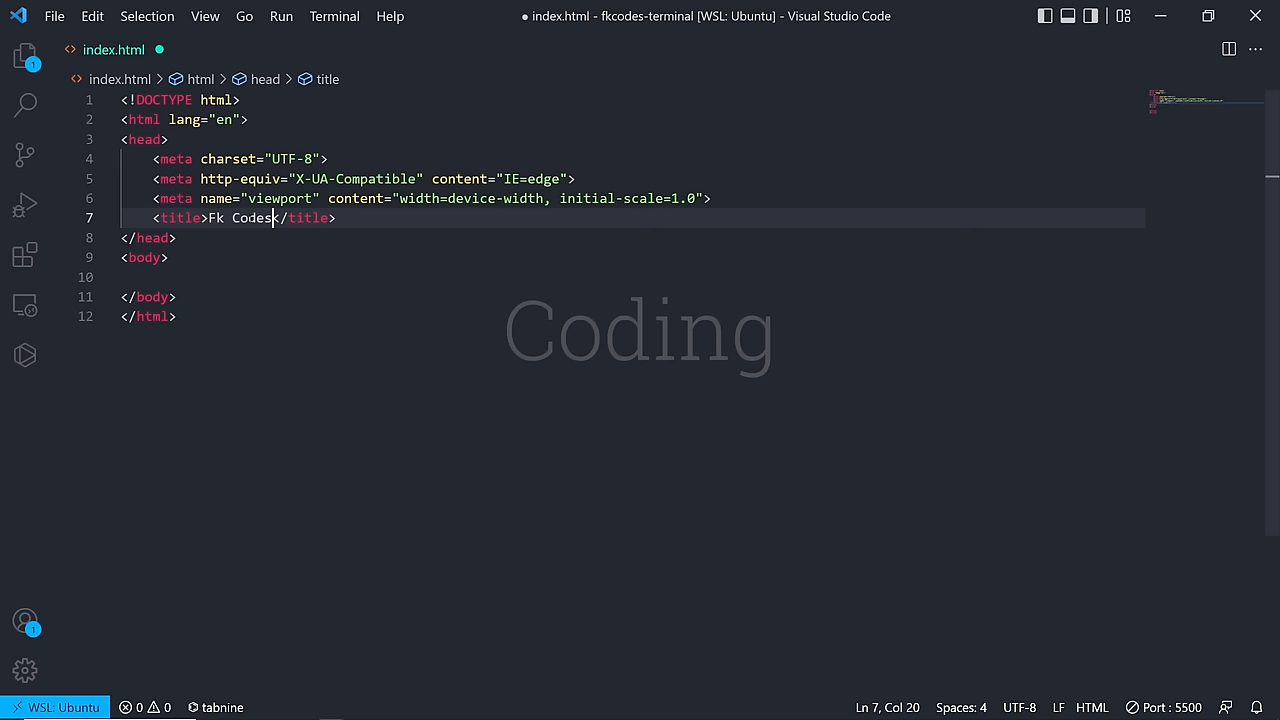 File Edit Selection View Go Run Terminal Help
● index.html - fkcodes-terminal [WSL: Ubuntu] - Visual Studio Code
index.html
index.html > html > head > title
1 <!DOCTYPE html>
2 <html lang="en">
3 <head>
4 <meta charset="UTF-8">
5 <meta http-equiv="X-UA-Compatible" content="IE=edge">
6 <meta name="viewport" content="width=device-width, initial-scale=1.0">
7 <title>Fk Codes</title>
8 </head>
9 <body>
10
11 </body>
12 </html>
Coding
1
1
WSL: Ubuntu 0 0 tabnine Ln 7, Col 20 Spaces: 4 UTF-8 LF HTML Port : 5500